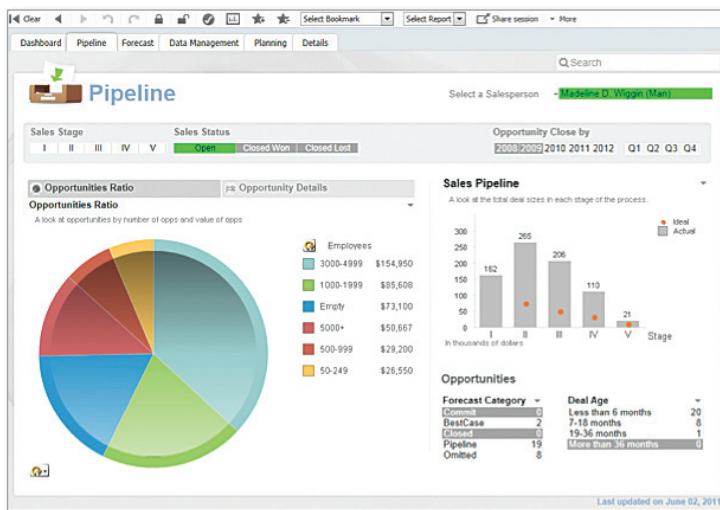 Clear Select Bookmark Select Report Share session More
Dashboard Pipeline Forecast Data Management Planning Details
Search
Pipeline
Select a Salesperson Madeline D. Wiggin (Man)
Sales Stage Sales Status Opportunity Close by
I II III IV V Open Closed Won Closed Lost 2008 2009 2010 2011 2012 Q1 Q2 Q3 Q4
Opportunities Ratio Opportunity Details
Opportunities Ratio
A look at opportunities by number of opps and value of opps
Employees
3000-4999 $154,950
1000-1999 $85,608
Empty $73,100
5000+ $50,667
500-999 $29,200
50-249 $26,550
Sales Pipeline
A look at the total deal sizes in each stage of the process.
Ideal
Actual
300
250
200
150
100
50
0
162 265 206 110 21
I II III IV V Stage
In thousands of dollars
Opportunities
Forecast Category
Commit 0
BestCase 2
Closed 0
Pipeline 19
Omitted 8
Deal Age
Less than 6 months 20
7-18 months 8
19-36 months 1
More than 36 months 0
Last updated on June 02, 2011